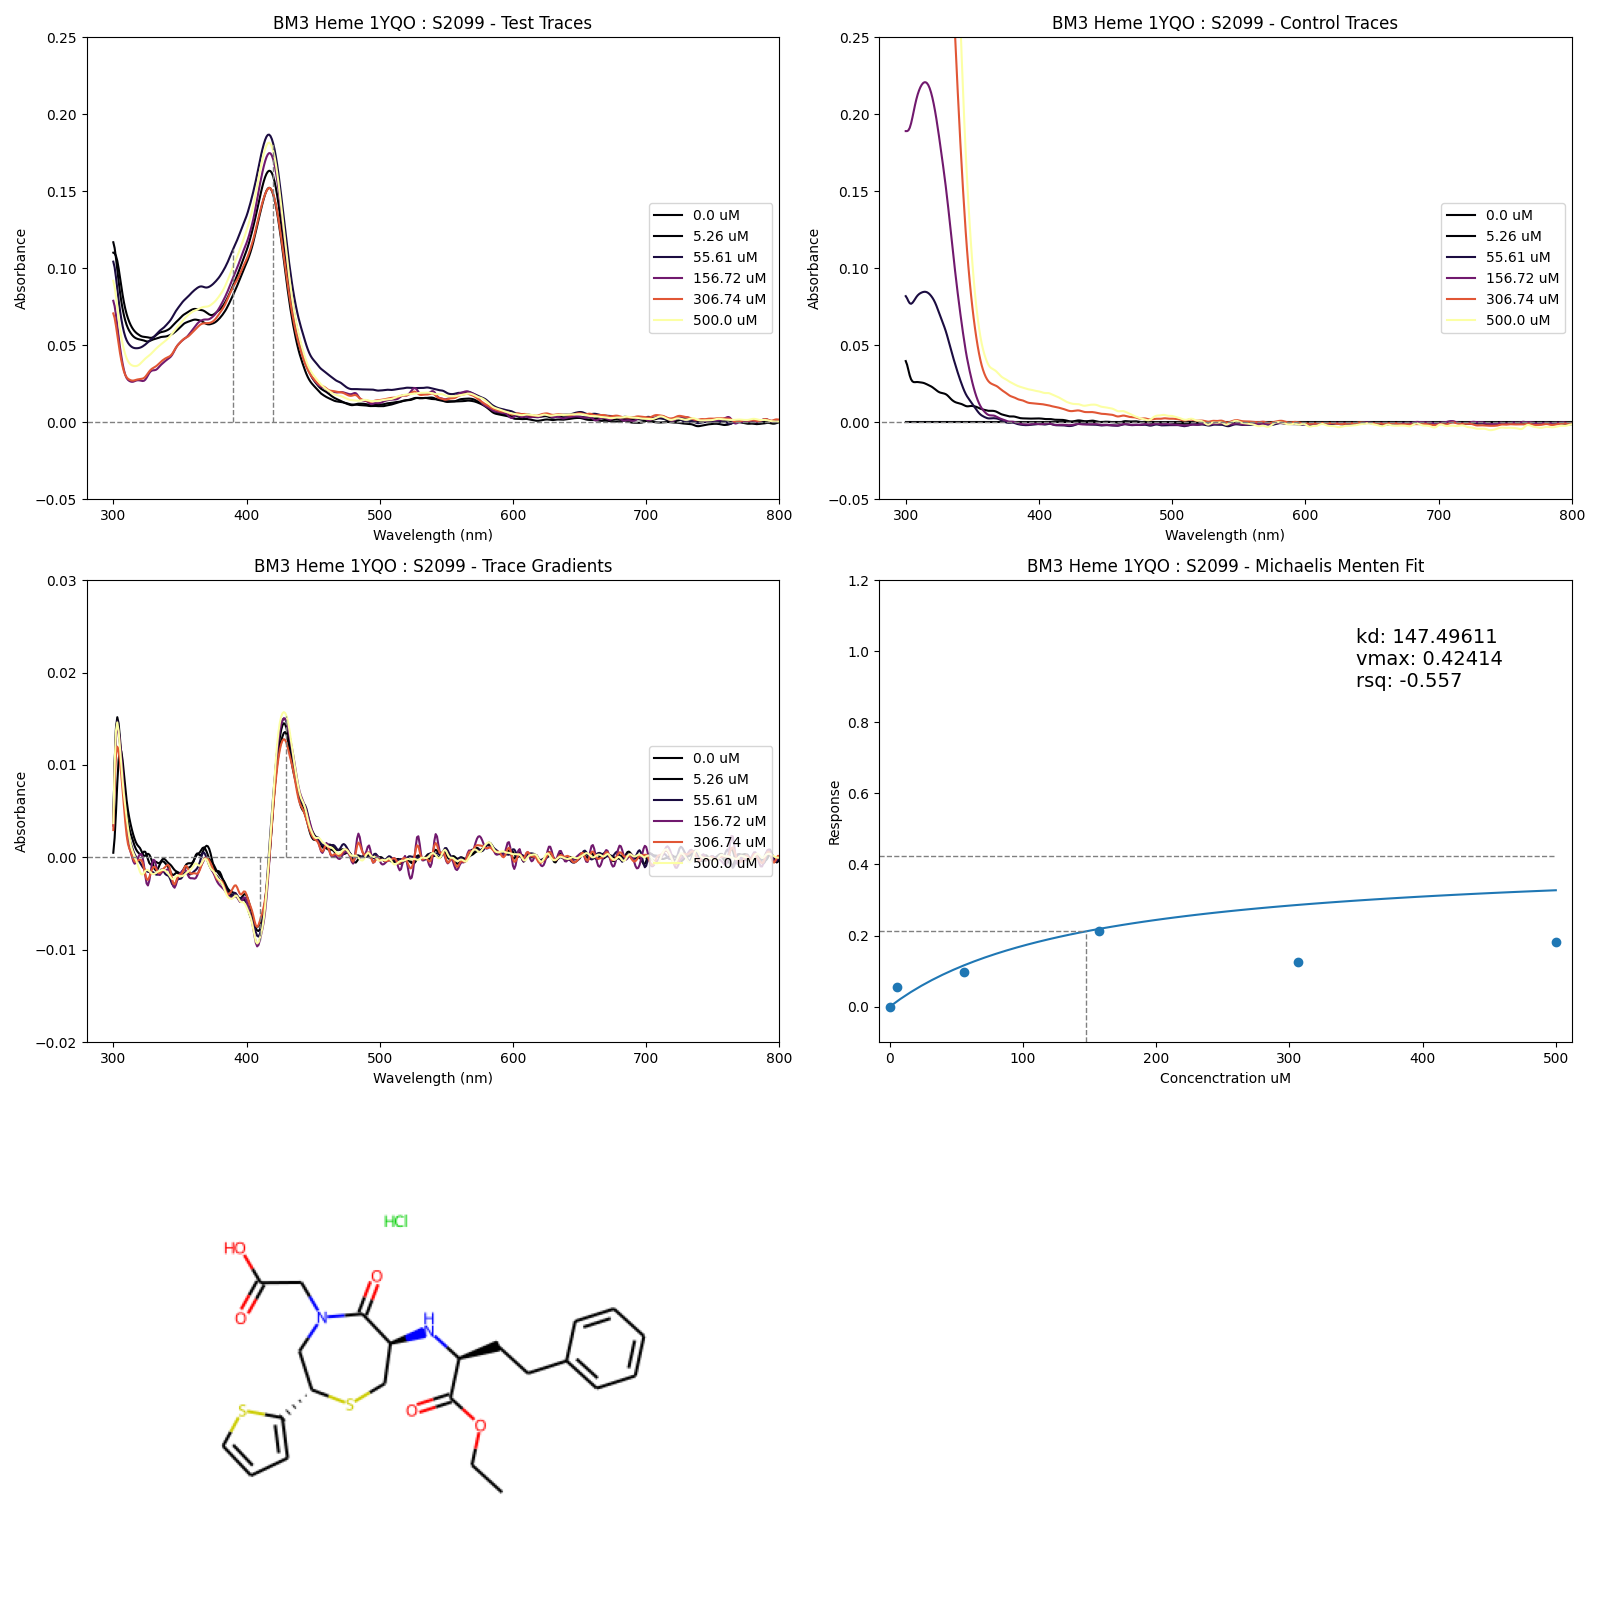 BM3 Heme 1YQO : S2099 - Test Traces
0.25
0.20
0.15
0.10
0.05
0.00
−0.05
Absorbance
300 400 500 600 700 800
Wavelength (nm)
0.0 uM
5.26 uM
55.61 uM
156.72 uM
306.74 uM
500.0 uM
BM3 Heme 1YQO : S2099 - Control Traces
0.25
0.20
0.15
0.10
0.05
0.00
−0.05
Absorbance
300 400 500 600 700 800
Wavelength (nm)
0.0 uM
5.26 uM
55.61 uM
156.72 uM
306.74 uM
500.0 uM
BM3 Heme 1YQO : S2099 - Trace Gradients
0.03
0.02
0.01
0.00
−0.01
−0.02
Absorbance
300 400 500 600 700 800
Wavelength (nm)
0.0 uM
5.26 uM
55.61 uM
156.72 uM
306.74 uM
500.0 uM
BM3 Heme 1YQO : S2099 - Michaelis Menten Fit
1.2
1.0
0.8
0.6
0.4
0.2
0.0
Response
kd: 147.49611
vmax: 0.42414
rsq: -0.557
0 100 200 300 400 500
Concenctration uM
HCl
HO
O
O
N
H
N
S
S
O
O